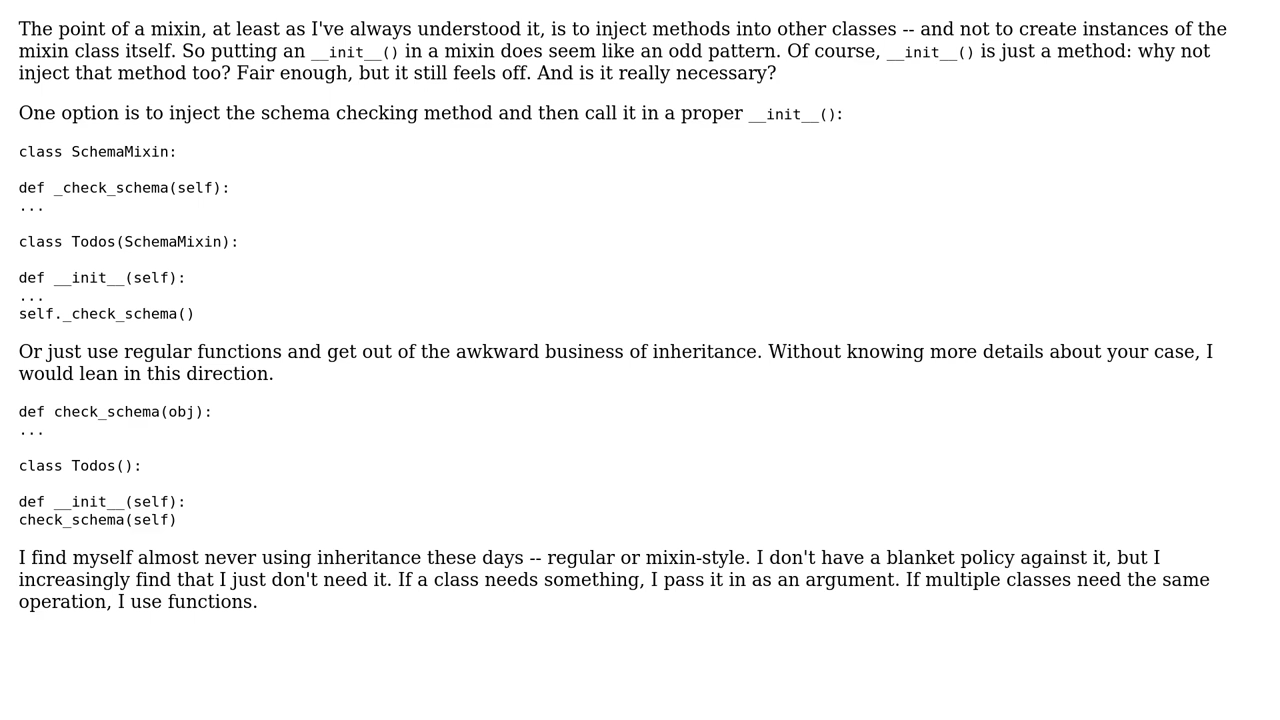 The point of a mixin, at least as I've always understood it, is to inject methods into other classes -- and not to create instances of the
mixin class itself. So putting an __init__() in a mixin does seem like an odd pattern. Of course, __init__() is just a method: why not
inject that method too? Fair enough, but it still feels off. And is it really necessary?
One option is to inject the schema checking method and then call it in a proper __init__():
class SchemaMixin:
def _check_schema(self):
...
class Todos(SchemaMixin):
def __init__(self):
...
self._check_schema()
Or just use regular functions and get out of the awkward business of inheritance. Without knowing more details about your case, I
would lean in this direction.
def check_schema(obj):
...
class Todos():
def __init__(self):
check_schema(self)
I find myself almost never using inheritance these days -- regular or mixin-style. I don't have a blanket policy against it, but I
increasingly find that I just don't need it. If a class needs something, I pass it in as an argument. If multiple classes need the same
operation, I use functions.